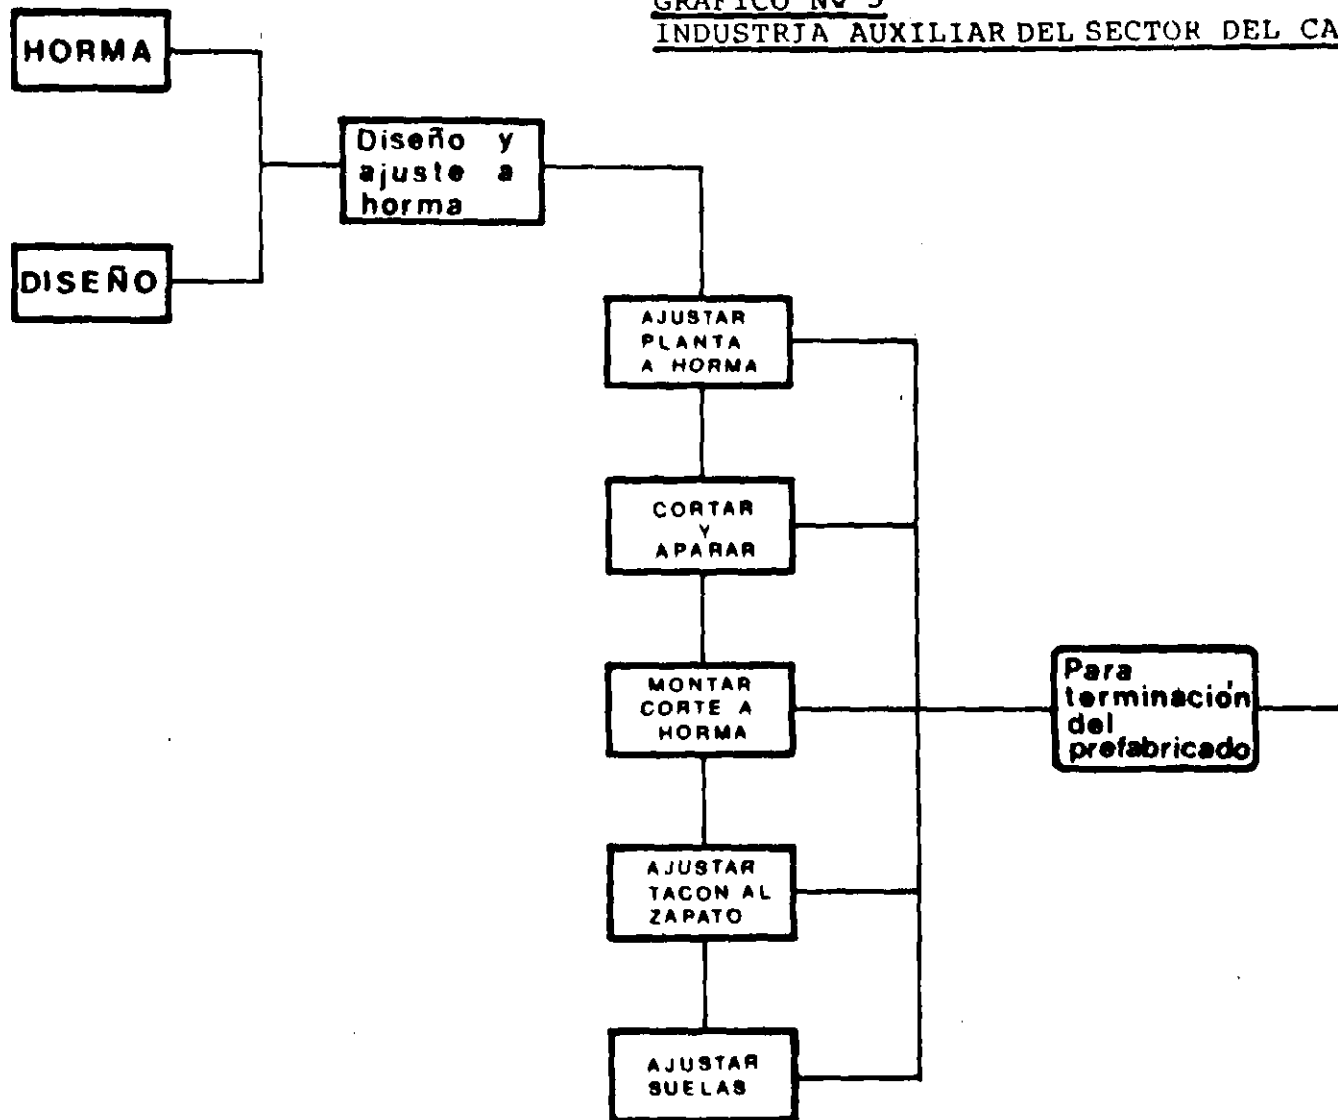 GRAFICO Nº 5
INDUSTRIA AUXILIAR DEL SECTOR DEL CA
HORMA
Diseño y
ajuste a
horma
DISEÑO
AJUSTAR
PLANTA
A HORMA
CORTAR
Y
APARAR
MONTAR
CORTE A
HORMA
Para
terminación
del
prefabricado
AJUSTAR
TACON AL
ZAPATO
AJUSTAR
SUELAS